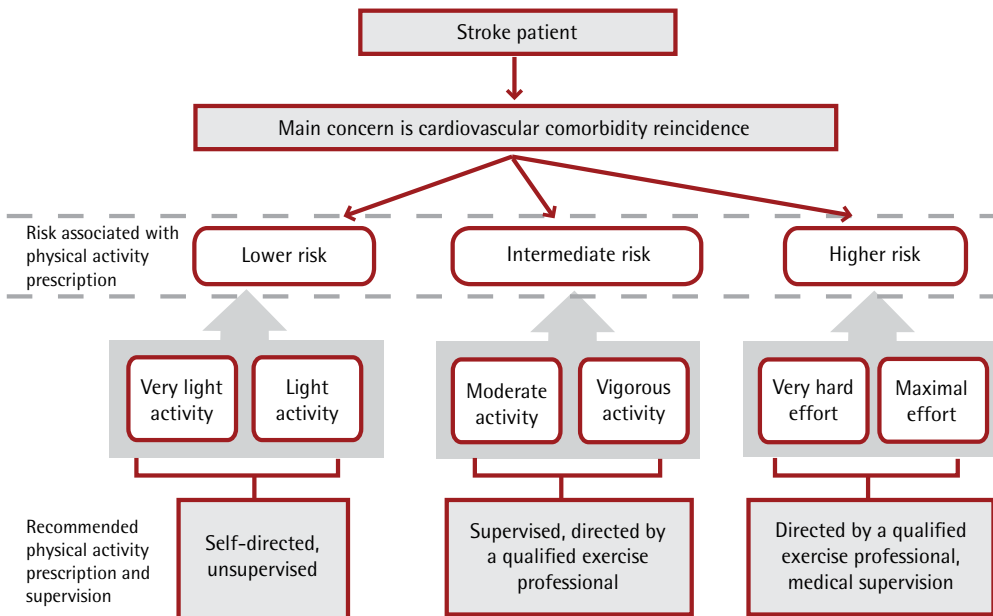 Stroke patient
Main concern is cardiovascular comorbidity reincidence
Risk associated with
physical activity
prescription
Lower risk
Intermediate risk
Higher risk
Very light
activity
Light
activity
Moderate
activity
Vigorous
activity
Very hard
effort
Maximal
effort
Recommended
physical activity
prescription and
supervision
Self-directed,
unsupervised
Supervised, directed by
a qualified exercise
professional
Directed by a qualified
exercise professional,
medical supervision